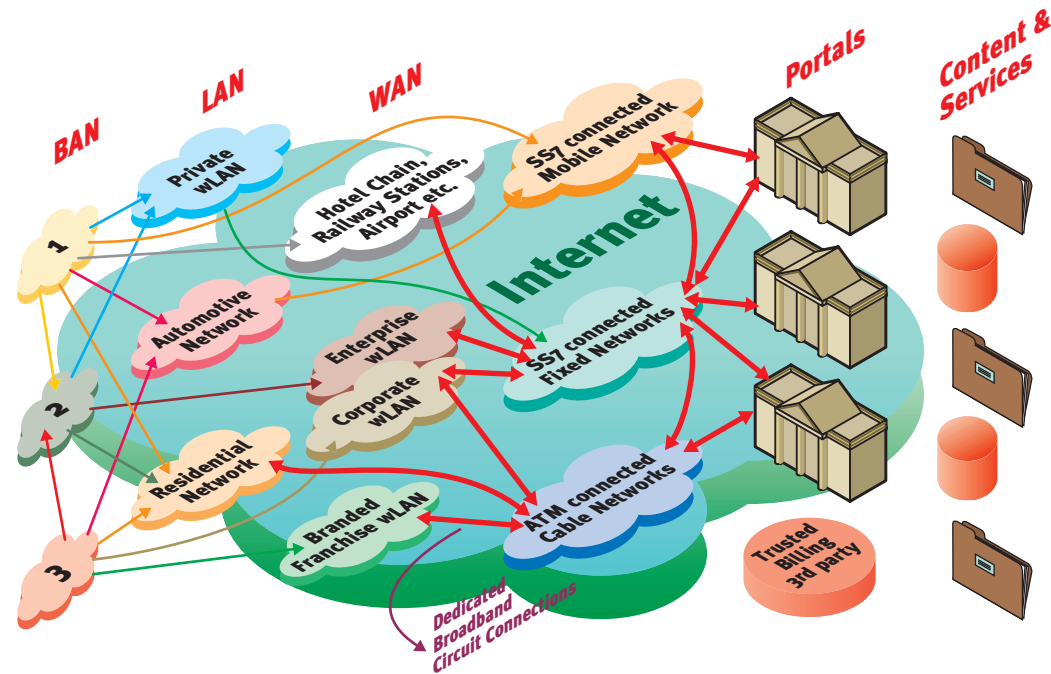 BAN
LAN
WAN
Portals
Content &
Services
Private
wLAN
Hotel Chain,
Railway Stations,
Airport etc.
SS7 connected
Mobile Network
Internet
1
Automotive
Network
Enterprise
wLAN
SS7 connected
Fixed Networks
2
Corporate
wLAN
Residential
Network
Branded
Franchise wLAN
ATM connected
Cable Networks
3
Trusted
Billing
3rd party
Dedicated
Broadband
Circuit Connections